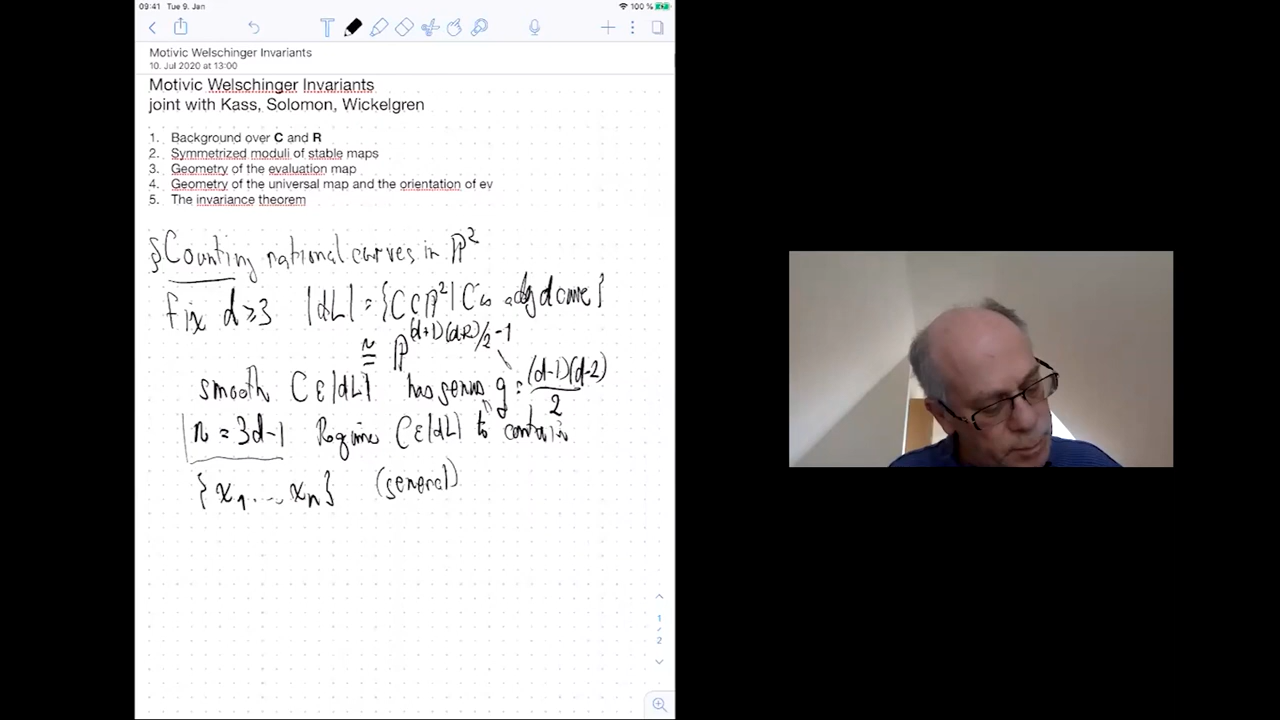 09:41 Tue 9. Jan
100 %
Motivic Welschinger Invariants
10. Jul 2020 at 13:00
Motivic Welschinger Invariants
joint with Kass, Solomon, Wickelgren
1. Background over C and R
2. Symmetrized moduli of stable maps
3. Geometry of the evaluation map
4. Geometry of the universal map and the orientation of ev
5. The invariance theorem
§ Counting rational curves in ℙ²
Fix d ≥ 3 |dL| = {C ⊂ ℙ² | C is a deg d curve}
≅ ℙ^{(d+1)(d+2)/2 - 1}
smooth C ∈ |dL| has genus g = (d-1)(d-2)/2
n = 3d-1 Require C ∈ |dL| to contain
{x₁, ..., xₙ} (general)
1
2